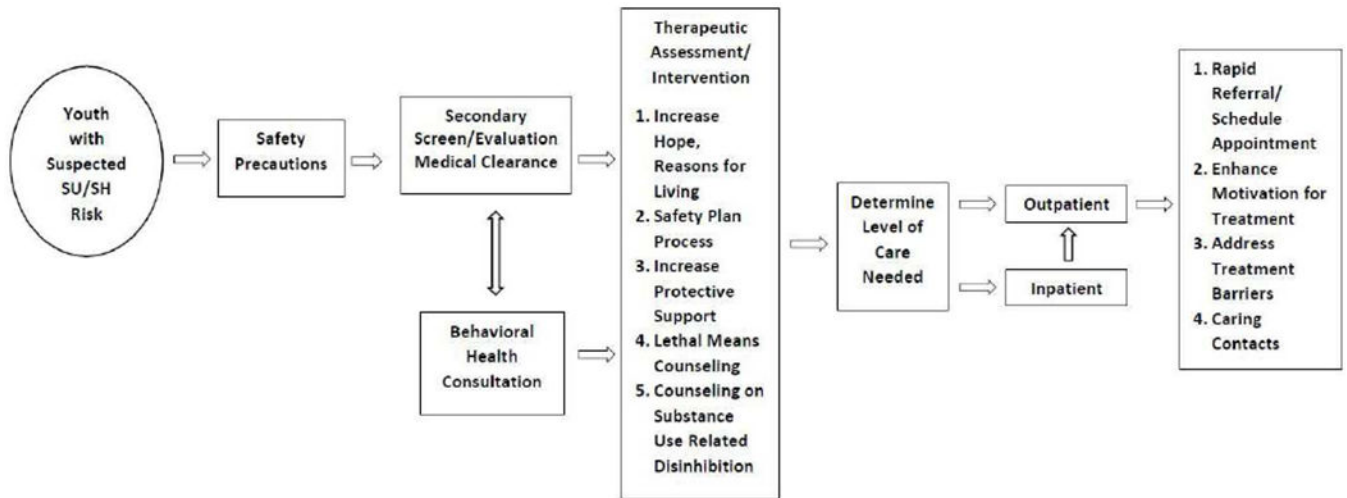 Youth
with
Suspected
SU/SH
Risk
Safety
Precautions
Secondary
Screen/Evaluation
Medical Clearance
Behavioral
Health
Consultation
Therapeutic
Assessment/
Intervention
1. Increase
Hope,
Reasons for
Living
2. Safety Plan
Process
3. Increase
Protective
Support
4. Lethal Means
Counseling
5. Counseling on
Substance
Use Related
Disinhibition
Determine
Level of
Care
Needed
Outpatient
Inpatient
1. Rapid
Referral/
Schedule
Appointment
2. Enhance
Motivation for
Treatment
3. Address
Treatment
Barriers
4. Caring
Contacts